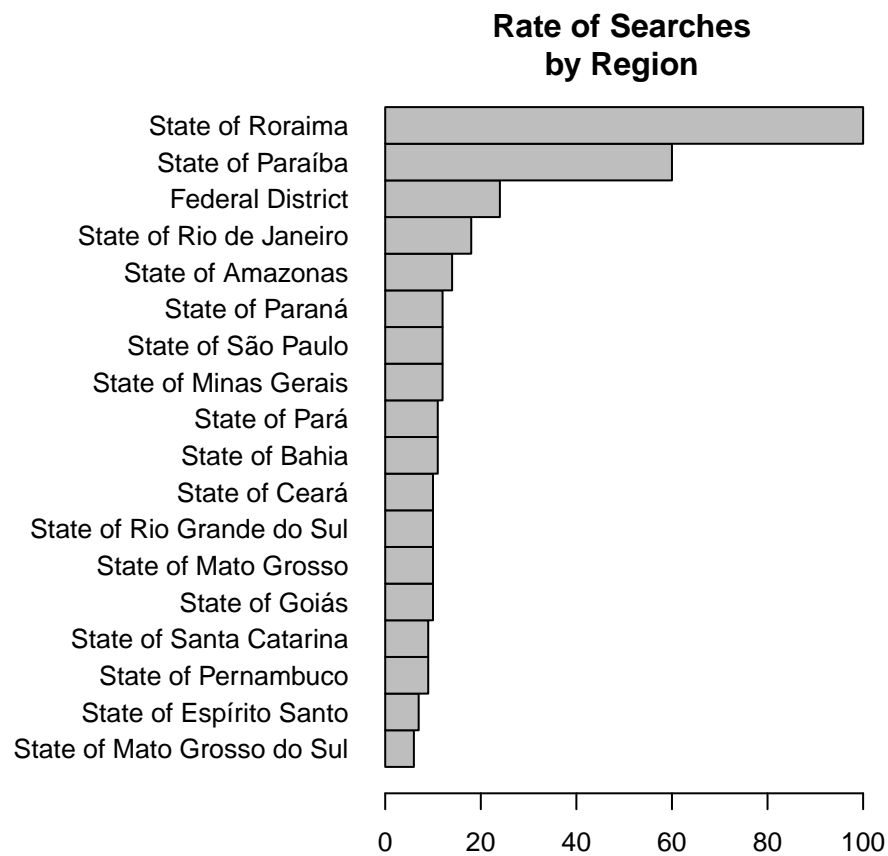 Rate of Searches
by Region
State of Roraima
State of Paraíba
Federal District
State of Rio de Janeiro
State of Amazonas
State of Paraná
State of São Paulo
State of Minas Gerais
State of Pará
State of Bahia
State of Ceará
State of Rio Grande do Sul
State of Mato Grosso
State of Goiás
State of Santa Catarina
State of Pernambuco
State of Espírito Santo
State of Mato Grosso do Sul
0 20 40 60 80 100